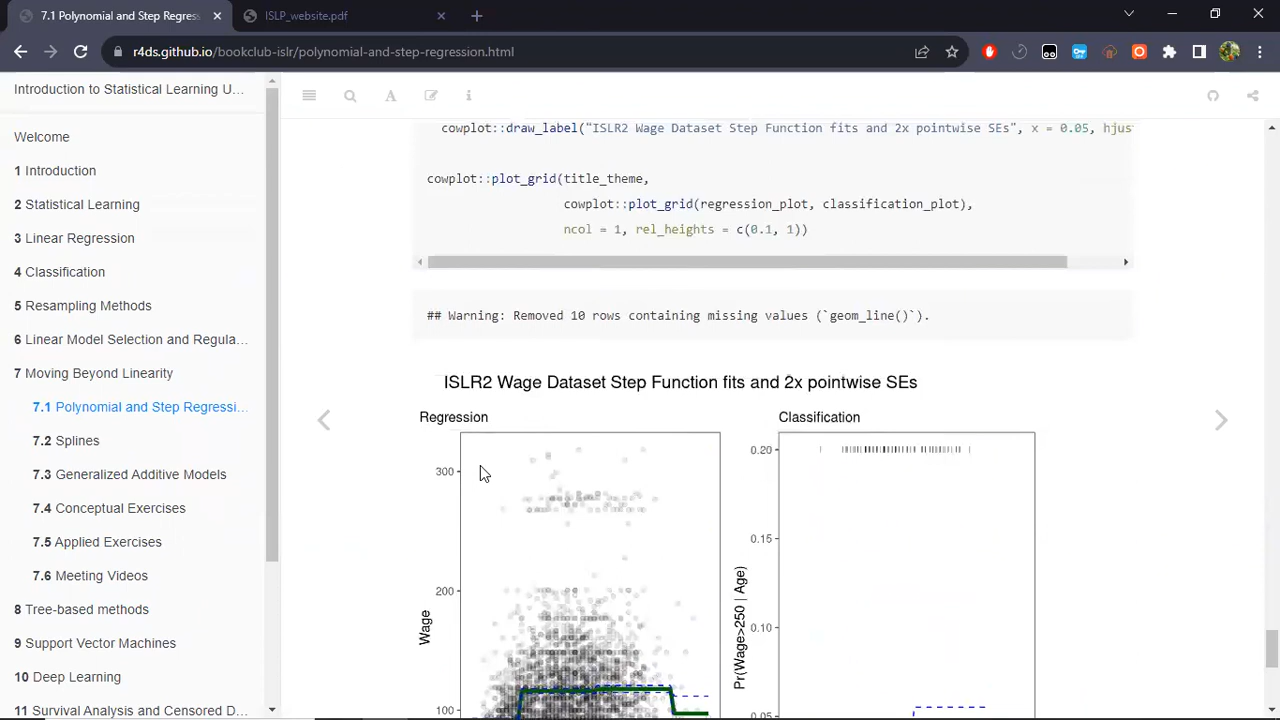 7.1 Polynomial and Step Regress
ISLP_website.pdf
r4ds.github.io/bookclub-islr/polynomial-and-step-regression.html
Introduction to Statistical Learning U...
Welcome
1 Introduction
2 Statistical Learning
3 Linear Regression
4 Classification
5 Resampling Methods
6 Linear Model Selection and Regula...
7 Moving Beyond Linearity
7.1 Polynomial and Step Regressi...
7.2 Splines
7.3 Generalized Additive Models
7.4 Conceptual Exercises
7.5 Applied Exercises
7.6 Meeting Videos
8 Tree-based methods
9 Support Vector Machines
10 Deep Learning
11 Survival Analysis and Censored D...
cowplot::draw_label("ISLR2 Wage Dataset Step Function fits and 2x pointwise SEs", x = 0.05, hjus
cowplot::plot_grid(title_theme,
cowplot::plot_grid(regression_plot, classification_plot),
ncol = 1, rel_heights = c(0.1, 1))
## Warning: Removed 10 rows containing missing values (`geom_line()`).
ISLR2 Wage Dataset Step Function fits and 2x pointwise SEs
Regression
300
200
100
Wage
Classification
0.20
0.15
0.10
0.05
Pr(Wage>250 | Age)